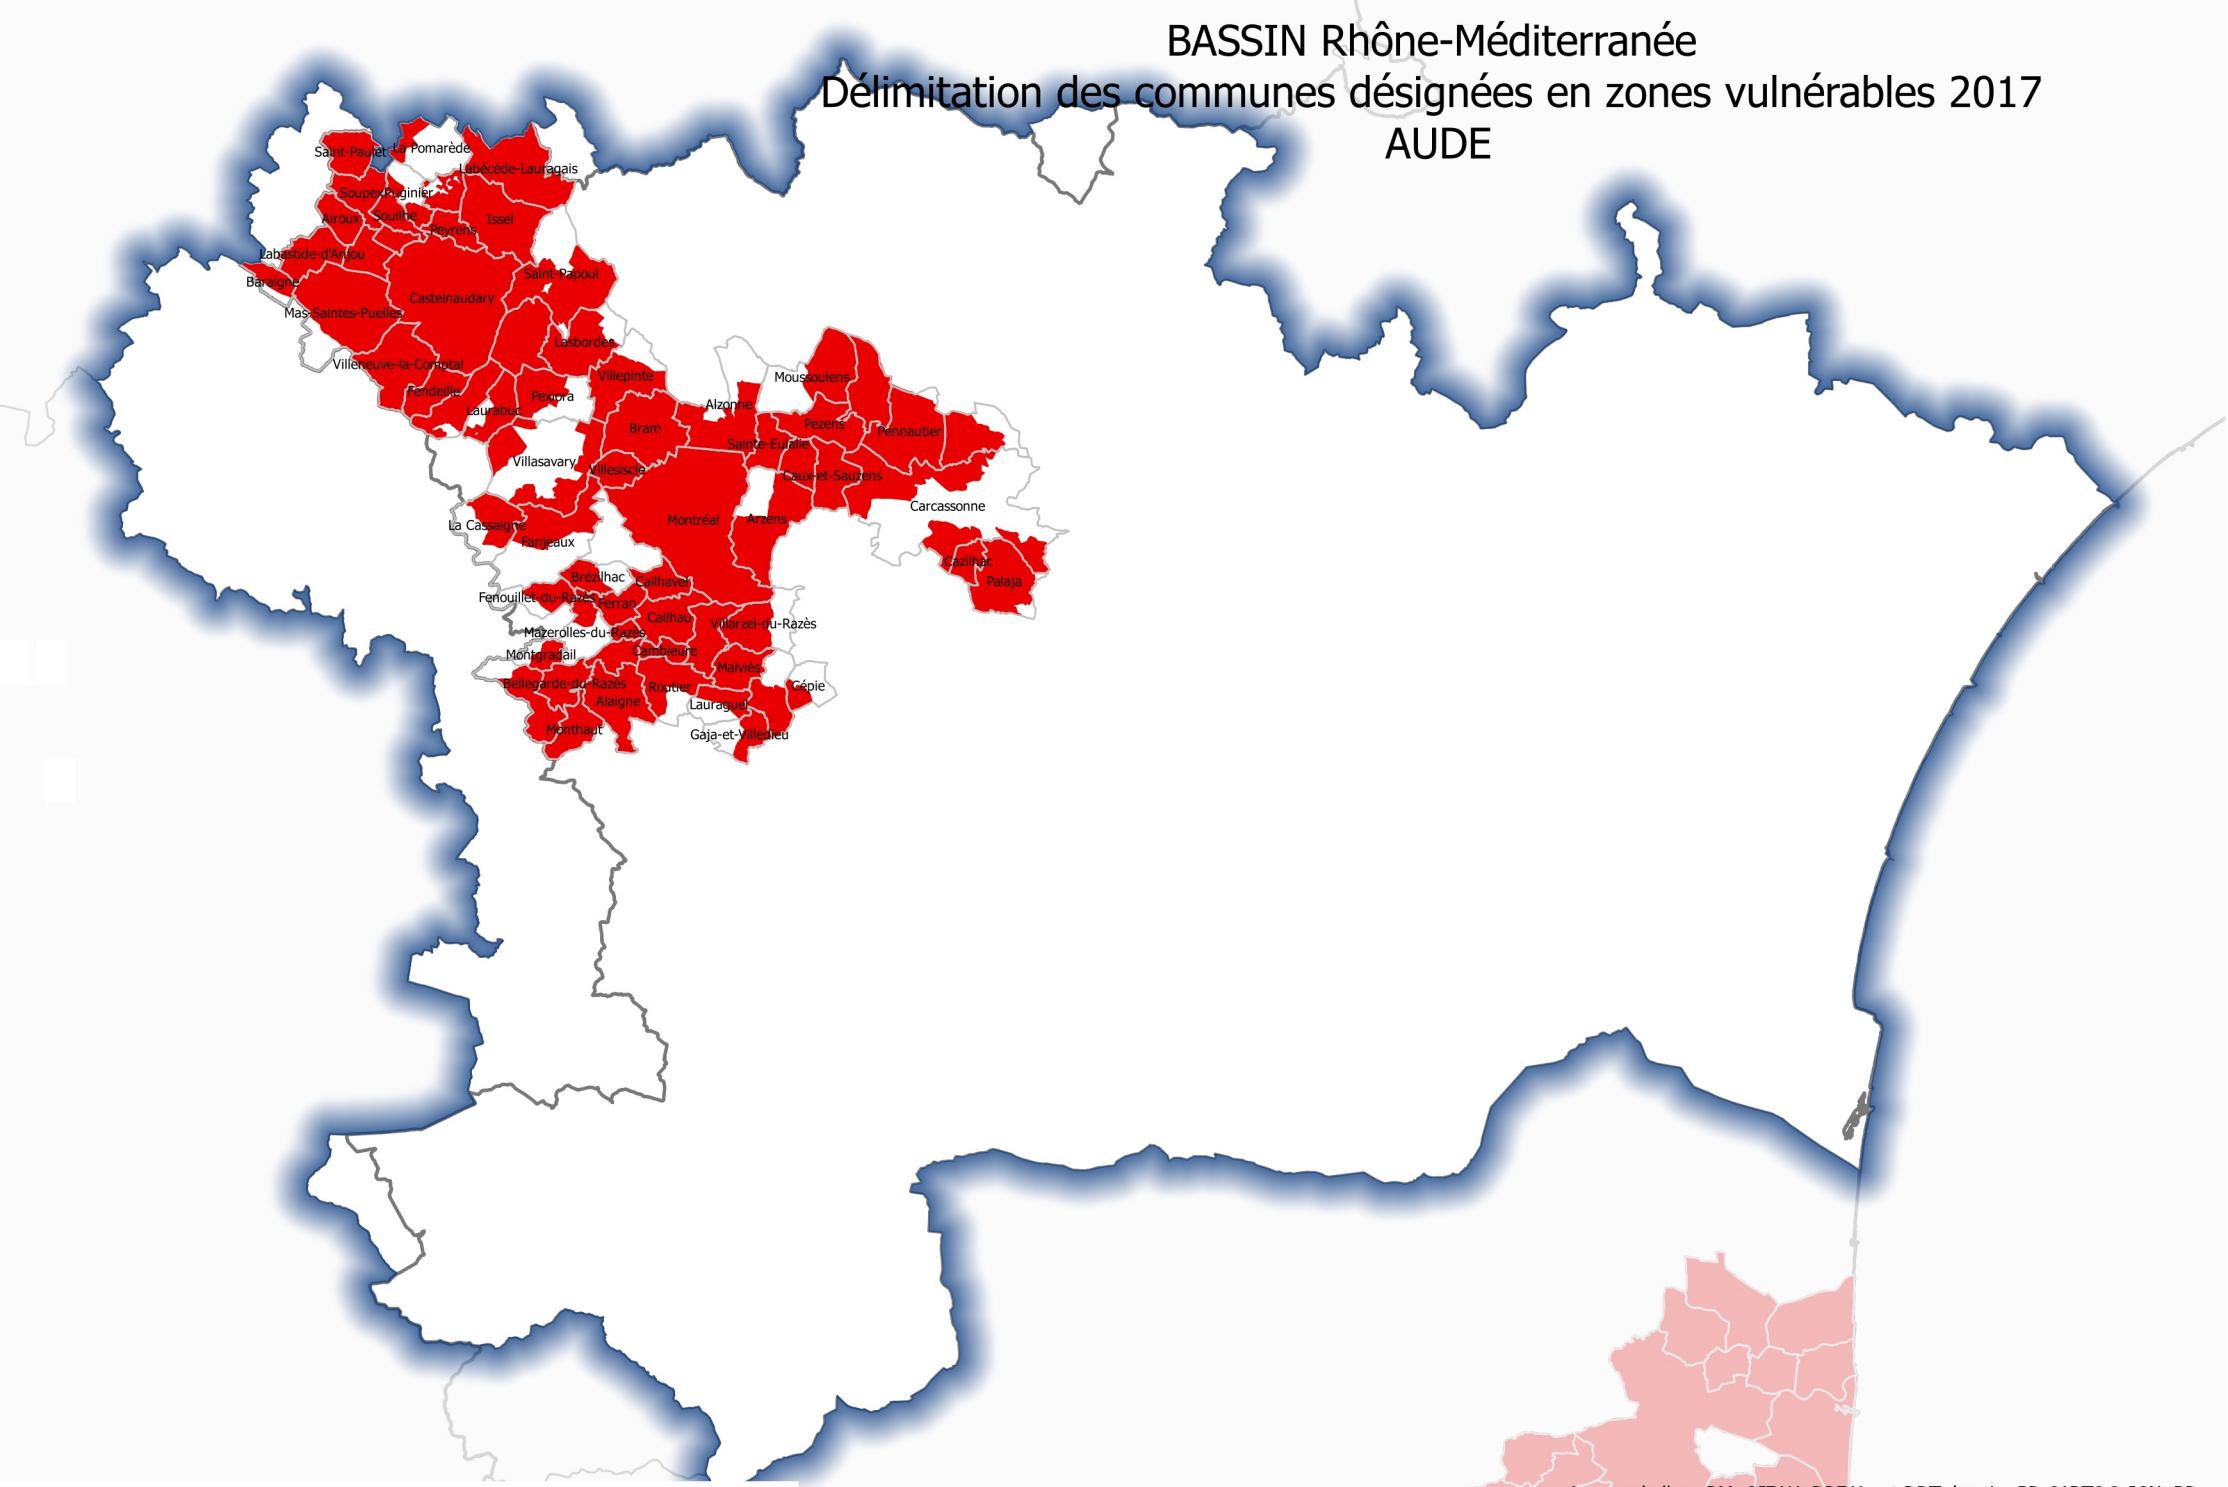 BASSIN Rhône-Méditerranée
Délimitation des communes désignées en zones vulnérables 2017
AUDE
Saint-Paulet
La Pomarède
Labécède-Lauragais
Soupex
Puginier
Airoux
Souilhe
Peyrens
Issel
Labastide-d'Anjou
Saint-Papoul
Baraigne
Castelnaudary
Mas-Saintes-Puelles
Lasbordes
Villeneuve-la-Comptal
Villepinte
Moussoulens
Fendeille
Pexiora
Laurabuc
Alzonne
Bram
Pezens
Pennautier
Sainte-Eulalie
Villasavary
Villesiscle
Caux-et-Sauzens
Carcassonne
La Cassaigne
Montréal
Arzens
Fanjeaux
Cazilhac
Palaja
Brézilhac
Cailhavel
Fenouillet-du-Razès
Ferran
Cailhau
Villarzel-du-Razès
Mazerolles-du-Razès
Montgradail
Cambieure
Malviès
Bellegarde-du-Razès
Routier
Cépie
Alaigne
Lauraguel
Monthaut
Gaja-et-Villedieu